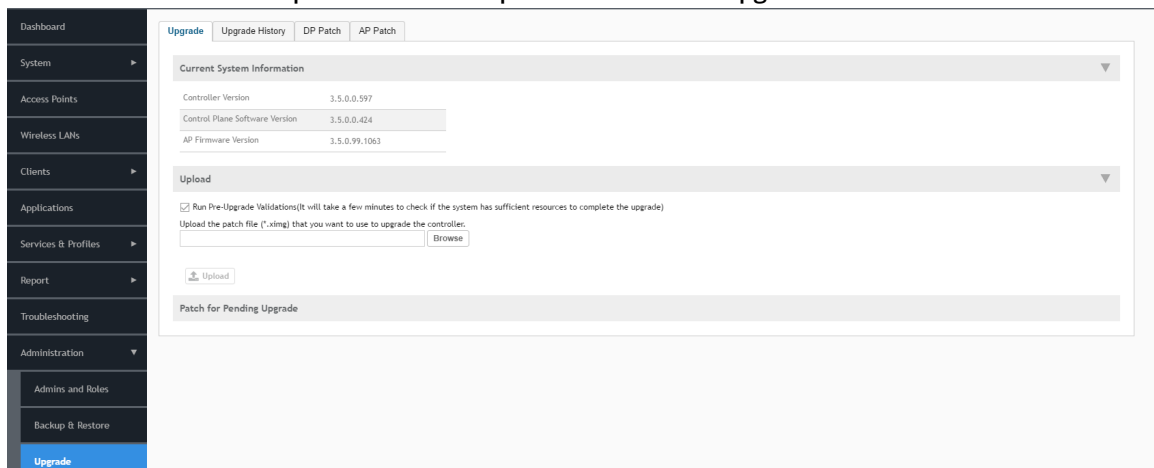 Dashboard
System
Access Points
Wireless LANs
Clients
Applications
Services & Profiles
Report
Troubleshooting
Administration
Admins and Roles
Backup & Restore
Upgrade
Upgrade Upgrade History DP Patch AP Patch
Current System Information
Controller Version 3.5.0.0.597
Control Plane Software Version 3.5.0.0.424
AP Firmware Version 3.5.0.99.1063
Upload
Run Pre-Upgrade Validations(It will take a few minutes to check if the system has sufficient resources to complete the upgrade)
Upload the patch file (*.ximg) that you want to use to upgrade the controller.
Browse
Upload
Patch for Pending Upgrade